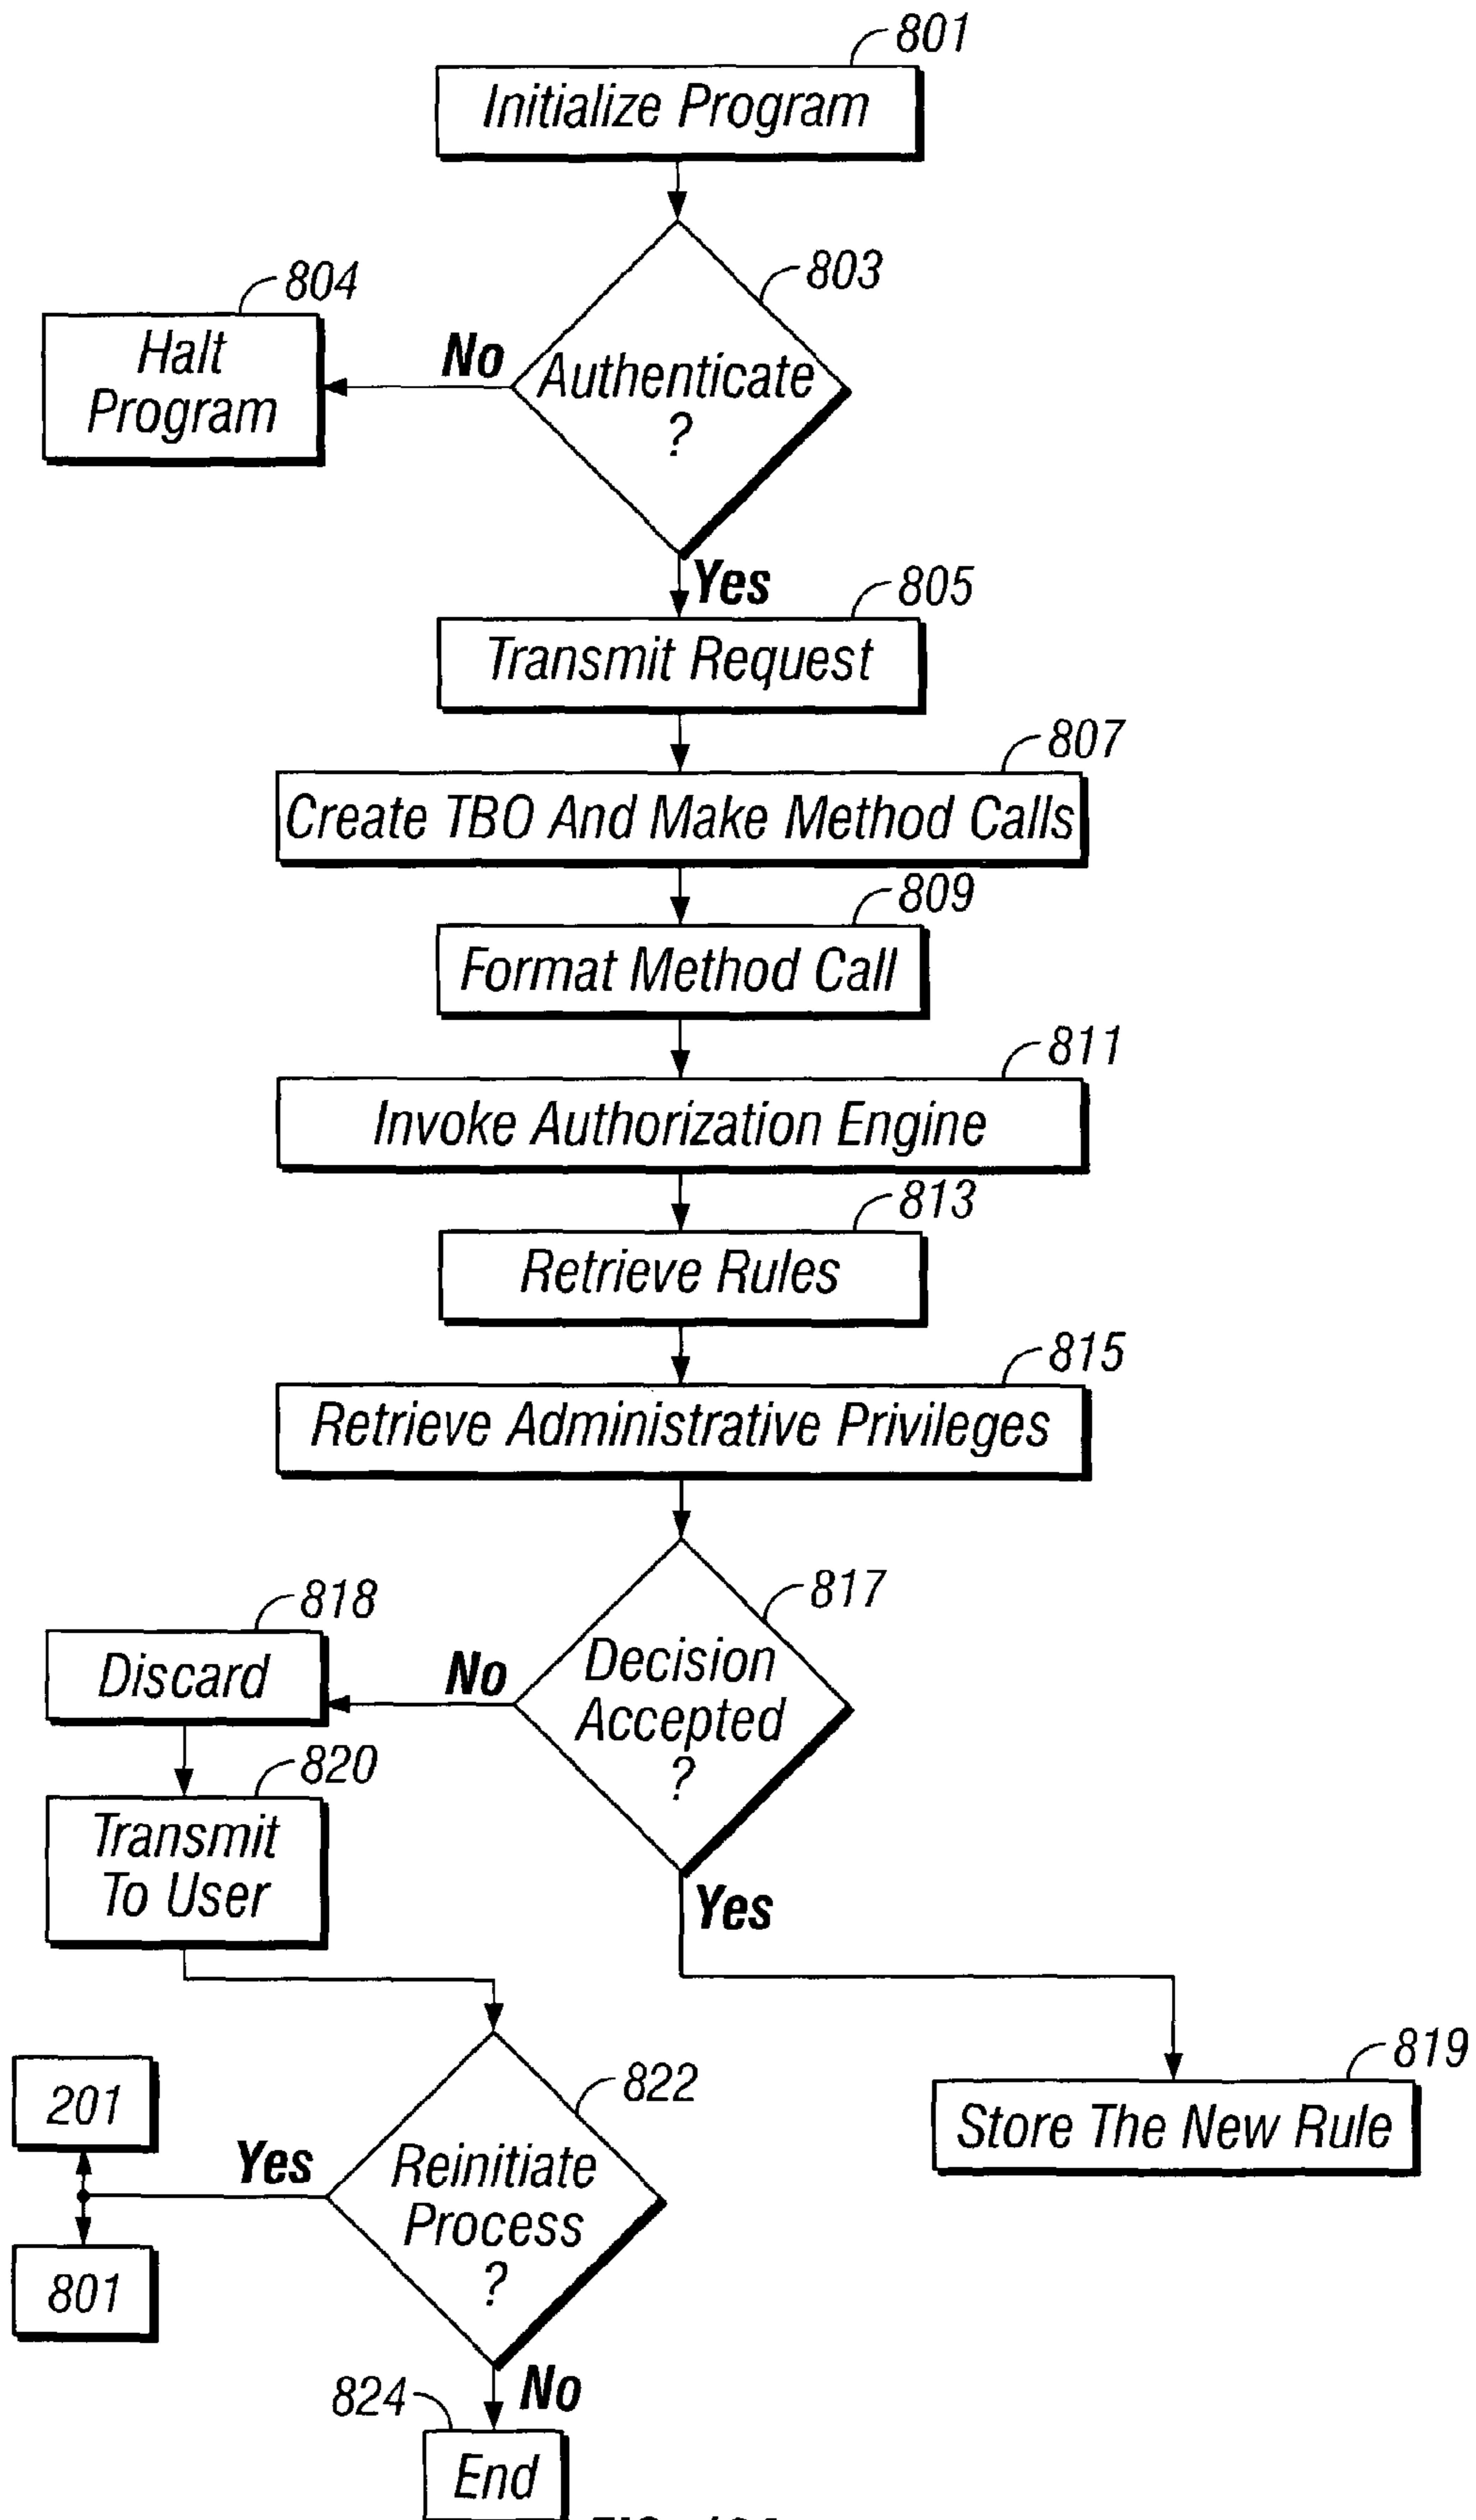 801
Initialize Program
803
804
Halt
Program
No
Authenticate
?
Yes
805
Transmit Request
807
Create TBO And Make Method Calls
809
Format Method Call
811
Invoke Authorization Engine
813
Retrieve Rules
815
Retrieve Administrative Privileges
817
818
Discard
No
Decision
Accepted
?
820
Transmit
To User
Yes
819
Store The New Rule
822
201
Yes
Reinitiate
Process
?
801
824
No
End